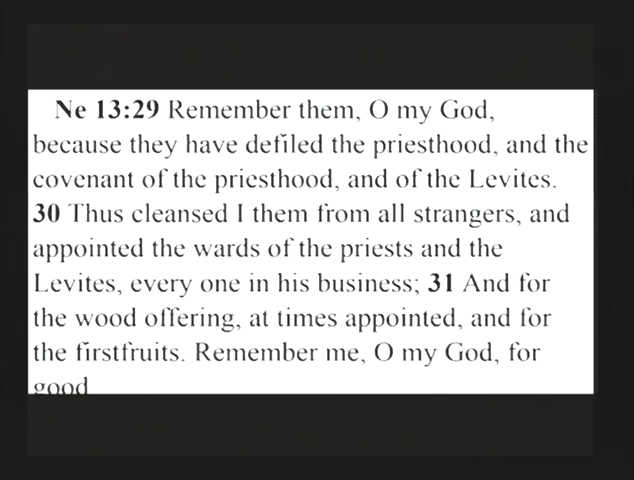 Ne 13:29 Remember them, O my God,
because they have defiled the priesthood, and the
covenant of the priesthood, and of the Levites.
30 Thus cleansed I them from all strangers, and
appointed the wards of the priests and the
Levites, every one in his business; 31 And for
the wood offering, at times appointed, and for
the firstfruits. Remember me, O my God, for
good